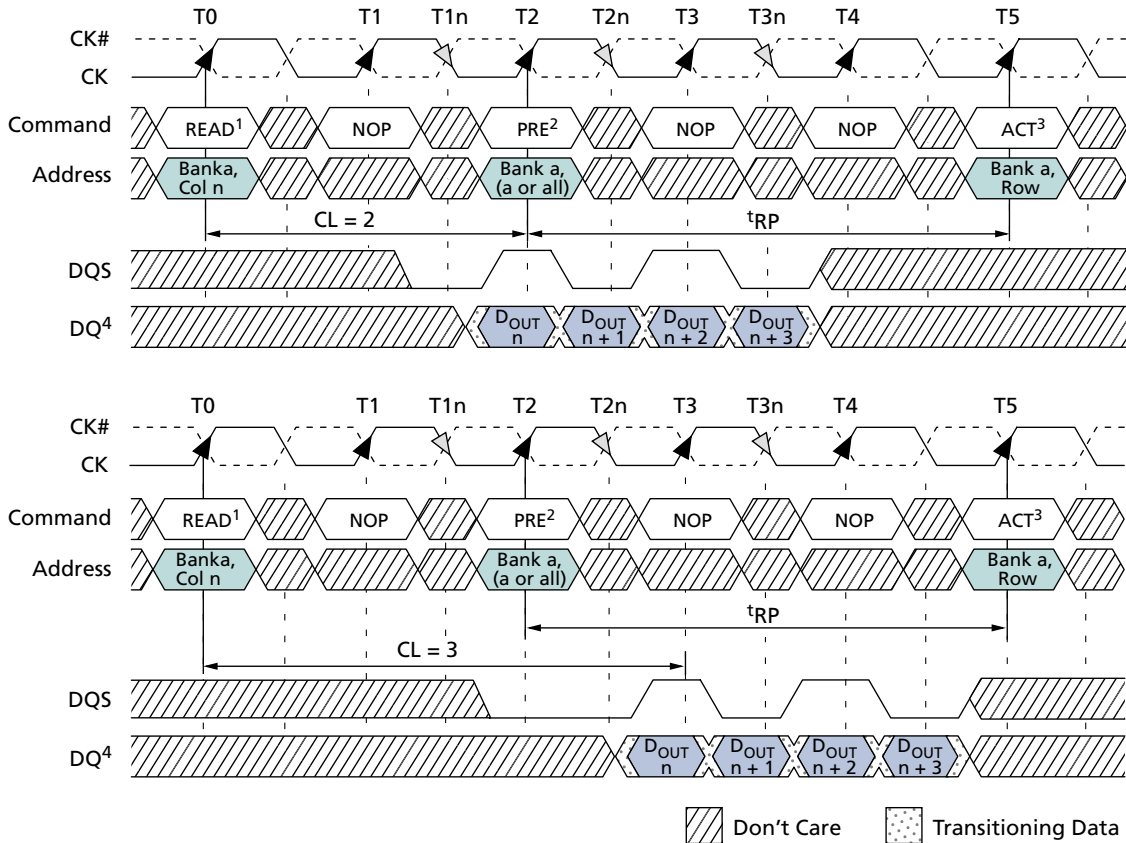 T0 T1 T1n T2 T2n T3 T3n T4 T5
CK#
CK
Command READ¹ NOP PRE² NOP NOP ACT³
Address Banka, Col n Bank a, (a or all) Bank a, Row
CL = 2 ᵗRP
DQS
DQ⁴ DOUT n DOUT n + 1 DOUT n + 2 DOUT n + 3
T0 T1 T1n T2 T2n T3 T3n T4 T5
CK#
CK
Command READ¹ NOP PRE² NOP NOP ACT³
Address Banka, Col n Bank a, (a or all) Bank a, Row
ᵗRP
CL = 3
DQS
DQ⁴ DOUT n DOUT n + 1 DOUT n + 2 DOUT n + 3
Don't Care Transitioning Data